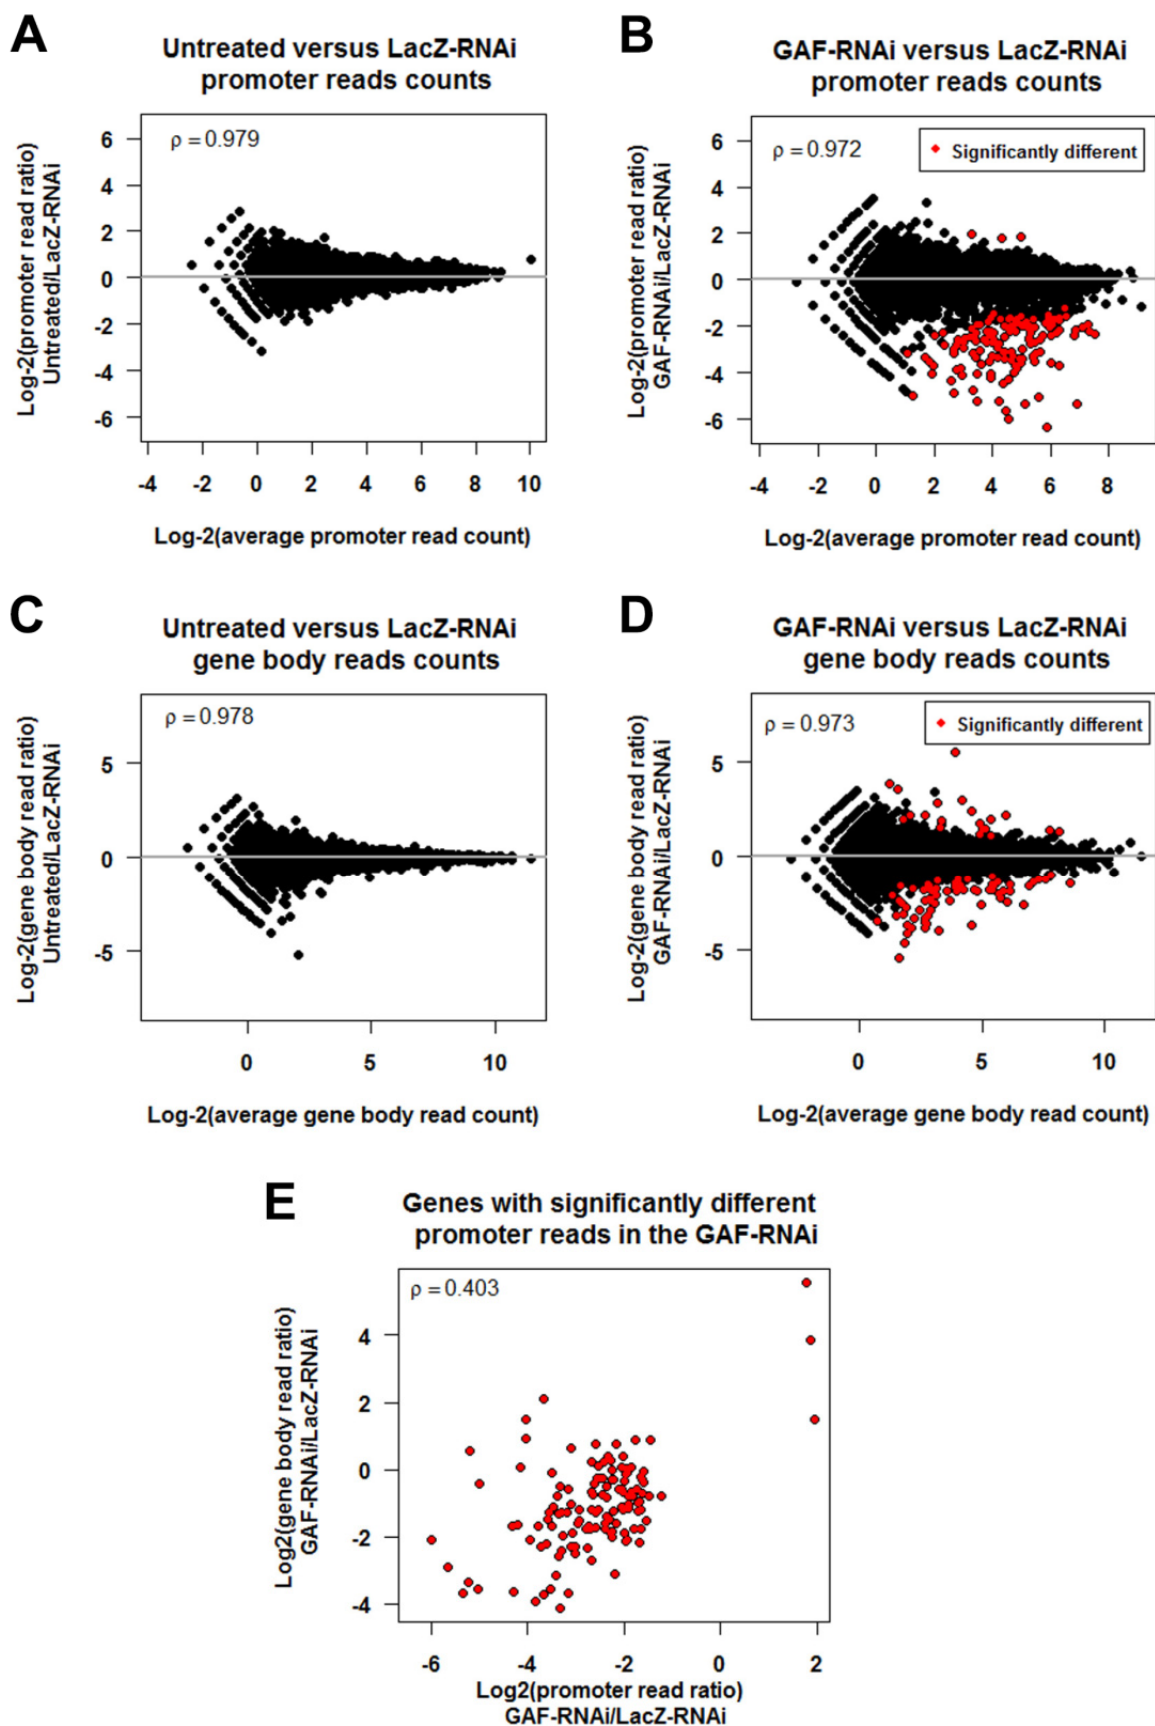 A
Untreated versus LacZ-RNAi
promoter reads counts
Log-2(promoter read ratio)
Untreated/LacZ-RNAi
ρ = 0.979
6
4
2
0
-2
-4
-6
-4 -2 0 2 4 6 8 10
Log-2(average promoter read count)
B
GAF-RNAi versus LacZ-RNAi
promoter reads counts
Log-2(promoter read ratio)
GAF-RNAi/LacZ-RNAi
ρ = 0.972
Significantly different
6
4
2
0
-2
-4
-6
-4 -2 0 2 4 6 8
Log-2(average promoter read count)
C
Untreated versus LacZ-RNAi
gene body reads counts
Log-2(gene body read ratio)
Untreated/LacZ-RNAi
ρ = 0.978
5
0
-5
0 5 10
Log-2(average gene body read count)
D
GAF-RNAi versus LacZ-RNAi
gene body reads counts
Log-2(gene body read ratio)
GAF-RNAi/LacZ-RNAi
ρ = 0.973
Significantly different
5
0
-5
0 5 10
Log-2(average gene body read count)
E
Genes with significantly different
promoter reads in the GAF-RNAi
Log2(gene body read ratio)
GAF-RNAi/LacZ-RNAi
ρ = 0.403
4
2
0
-2
-4
-6 -4 -2 0 2
Log2(promoter read ratio)
GAF-RNAi/LacZ-RNAi